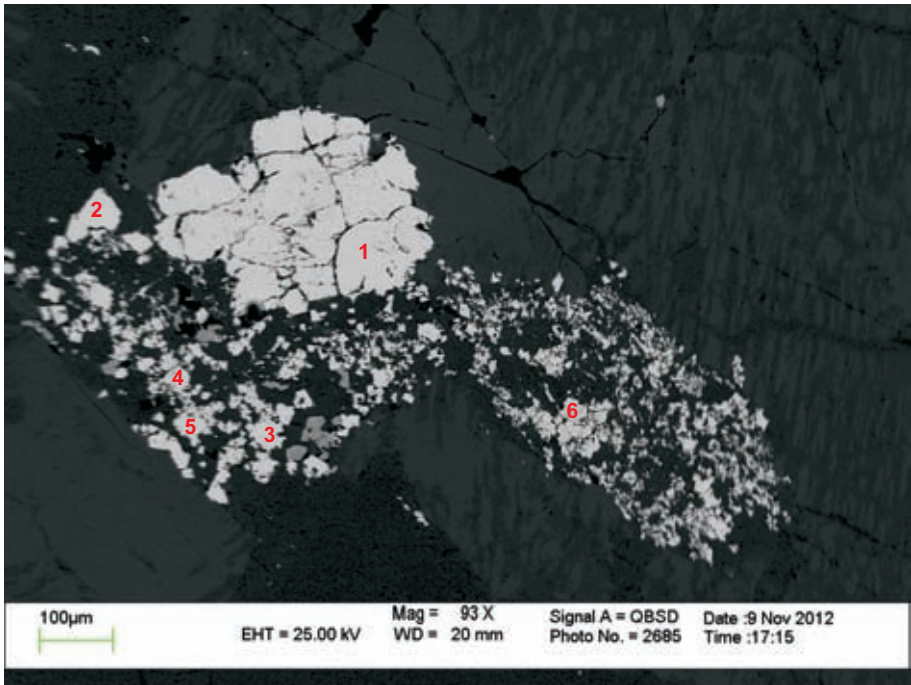 2
1
4
5
3
6
100µm
EHT = 25.00 kV
Mag = 93 X
WD = 20 mm
Signal A = QBSD
Photo No. = 2685
Date :9 Nov 2012
Time :17:15